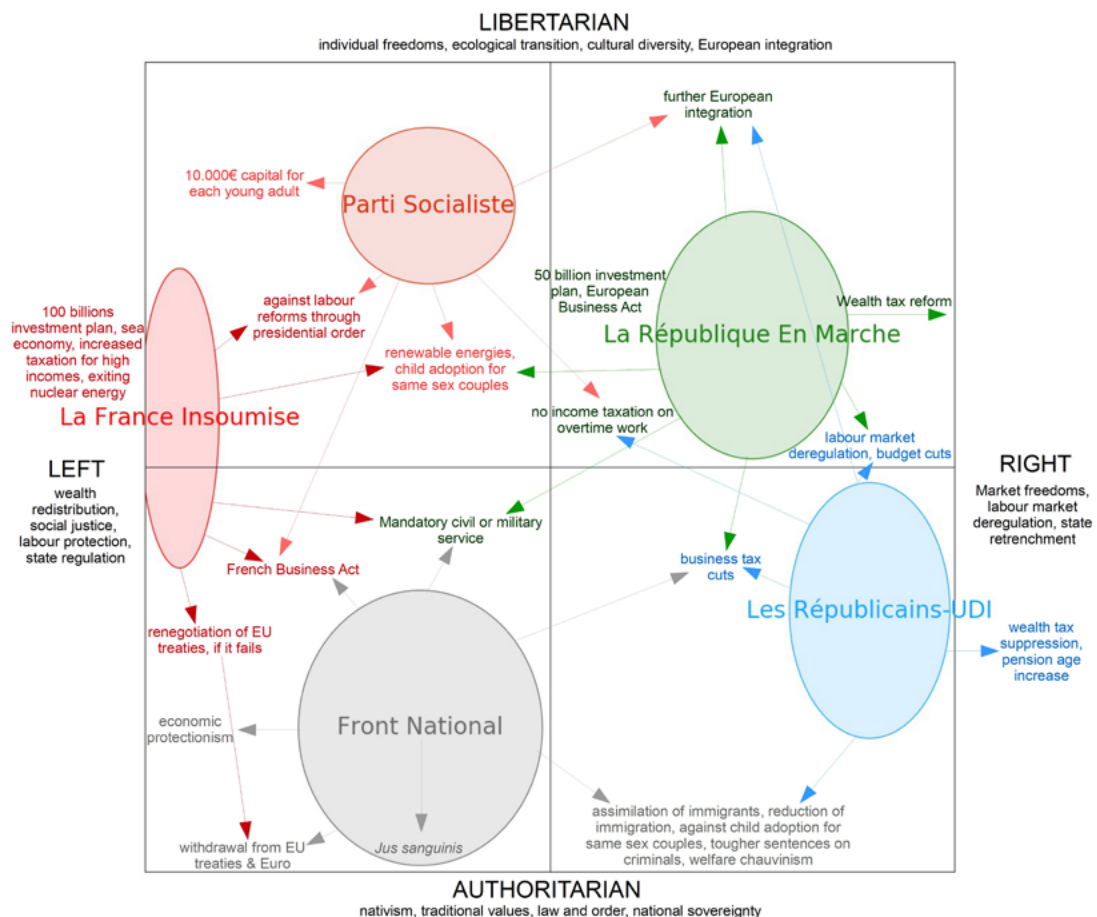 LIBERTARIAN
individual freedoms, ecological transition, cultural diversity, European integration
further European
integration
10.000€ capital for
each young adult
Parti Socialiste
50 billion investment
plan, European
Business Act
Wealth tax reform
La République En Marche
100 billions
investment plan, sea
economy, increased
taxation for high
incomes, exiting
nuclear energy
against labour
reforms through
presidential order
renewable energies,
child adoption for
same sex couples
La France Insoumise
no income taxation on
overtime work
labour market
deregulation, budget cuts
LEFT
wealth
redistribution,
social justice,
labour protection,
state regulation
RIGHT
Market freedoms,
labour market
deregulation, state
retrenchment
Mandatory civil or military
service
French Business Act
business tax
cuts
Les Républicains-UDI
renegotiation of EU
treaties, if it fails
wealth tax
suppression,
pension age
increase
economic
protectionism
Front National
withdrawal from EU
treaties & Euro
Jus sanguinis
assimilation of immigrants, reduction of
immigration, against child adoption for
same sex couples, tougher sentences on
criminals, welfare chauvinism
AUTHORITARIAN
nativism, traditional values, law and order, national sovereignty